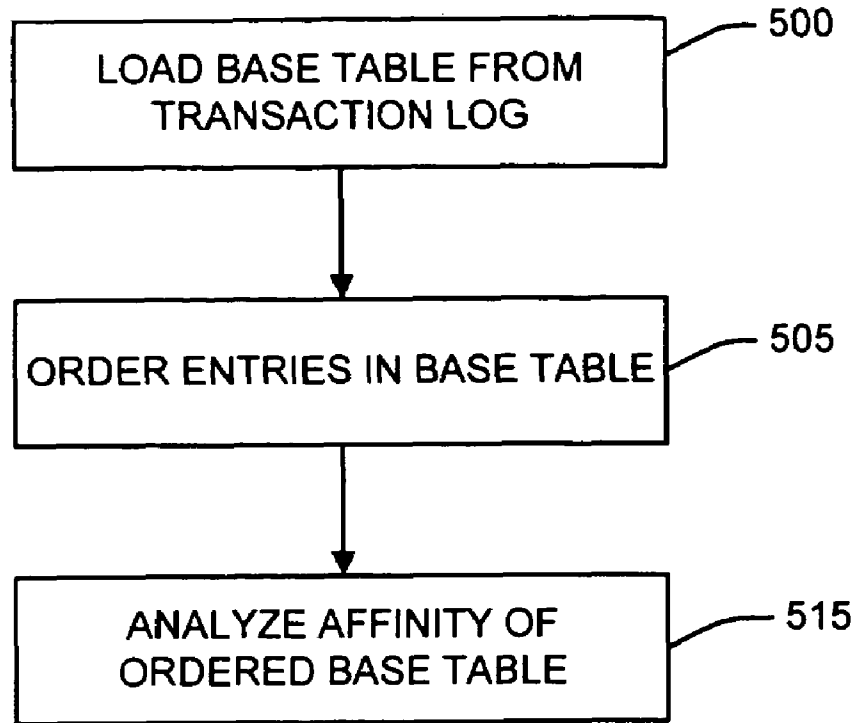 500
LOAD BASE TABLE FROM
TRANSACTION LOG
505
ORDER ENTRIES IN BASE TABLE
515
ANALYZE AFFINITY OF
ORDERED BASE TABLE